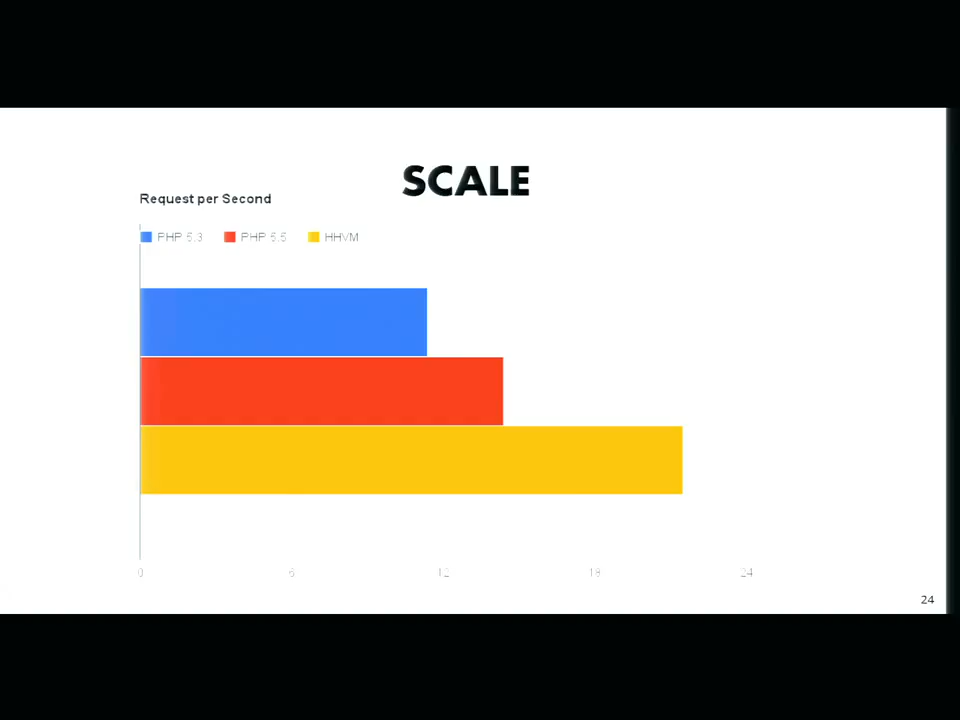 SCALE
Request per Second
PHP 5.3 PHP 5.5 HHVM
0 6 12 18 24
24